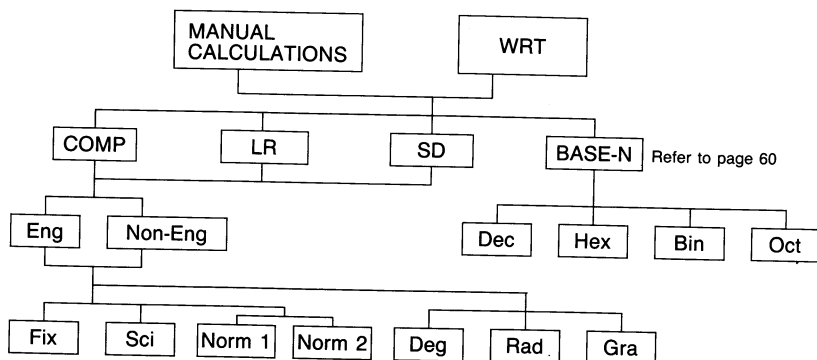 MANUAL
CALCULATIONS
WRT
COMP
LR
SD
BASE-N
Refer to page 60
Eng
Non-Eng
Dec
Hex
Bin
Oct
Fix
Sci
Norm 1
Norm 2
Deg
Rad
Gra